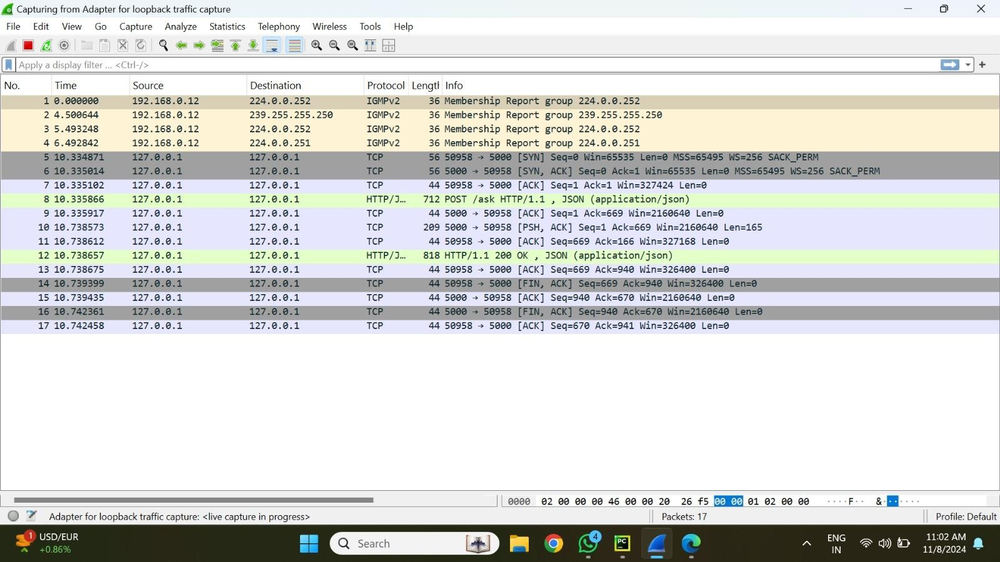 Capturing from Adapter for loopback traffic capture
File Edit View Go Capture Analyze Statistics Telephony Wireless Tools Help
Apply a display filter ... <Ctrl-/>
No. Time Source Destination Protocol Length Info
1 0.000000 192.168.0.12 224.0.0.252 IGMPv2 36 Membership Report group 224.0.0.252
2 4.500644 192.168.0.12 239.255.255.250 IGMPv2 36 Membership Report group 239.255.255.250
3 5.493248 192.168.0.12 224.0.0.252 IGMPv2 36 Membership Report group 224.0.0.252
4 6.492842 192.168.0.12 224.0.0.251 IGMPv2 36 Membership Report group 224.0.0.251
5 10.334871 127.0.0.1 127.0.0.1 TCP 56 50958 → 5000 [SYN] Seq=0 Win=65535 Len=0 MSS=65495 WS=256 SACK_PERM
6 10.335014 127.0.0.1 127.0.0.1 TCP 56 5000 → 50958 [SYN, ACK] Seq=0 Ack=1 Win=65535 Len=0 MSS=65495 WS=256 SACK_PERM
7 10.335102 127.0.0.1 127.0.0.1 TCP 44 50958 → 5000 [ACK] Seq=1 Ack=1 Win=327424 Len=0
8 10.335866 127.0.0.1 127.0.0.1 HTTP/J… 712 POST /ask HTTP/1.1 , JSON (application/json)
9 10.335917 127.0.0.1 127.0.0.1 TCP 44 5000 → 50958 [ACK] Seq=1 Ack=669 Win=2160640 Len=0
10 10.738573 127.0.0.1 127.0.0.1 TCP 209 5000 → 50958 [PSH, ACK] Seq=1 Ack=669 Win=2160640 Len=165
11 10.738612 127.0.0.1 127.0.0.1 TCP 44 50958 → 5000 [ACK] Seq=669 Ack=166 Win=327168 Len=0
12 10.738657 127.0.0.1 127.0.0.1 HTTP/J… 818 HTTP/1.1 200 OK , JSON (application/json)
13 10.738675 127.0.0.1 127.0.0.1 TCP 44 50958 → 5000 [ACK] Seq=669 Ack=940 Win=326400 Len=0
14 10.739399 127.0.0.1 127.0.0.1 TCP 44 50958 → 5000 [FIN, ACK] Seq=669 Ack=940 Win=326400 Len=0
15 10.739435 127.0.0.1 127.0.0.1 TCP 44 5000 → 50958 [ACK] Seq=940 Ack=670 Win=2160640 Len=0
16 10.742361 127.0.0.1 127.0.0.1 TCP 44 5000 → 50958 [FIN, ACK] Seq=940 Ack=670 Win=2160640 Len=0
17 10.742458 127.0.0.1 127.0.0.1 TCP 44 50958 → 5000 [ACK] Seq=670 Ack=941 Win=326400 Len=0
0000 02 00 00 00 46 00 00 20 26 f5 00 00 01 02 00 00 ····F·· &·······
Adapter for loopback traffic capture: <live capture in progress> Packets: 17 Profile: Default
1 USD/EUR
+0.86%
Search
4
PC
ENG
IN
11:02 AM
11/8/2024